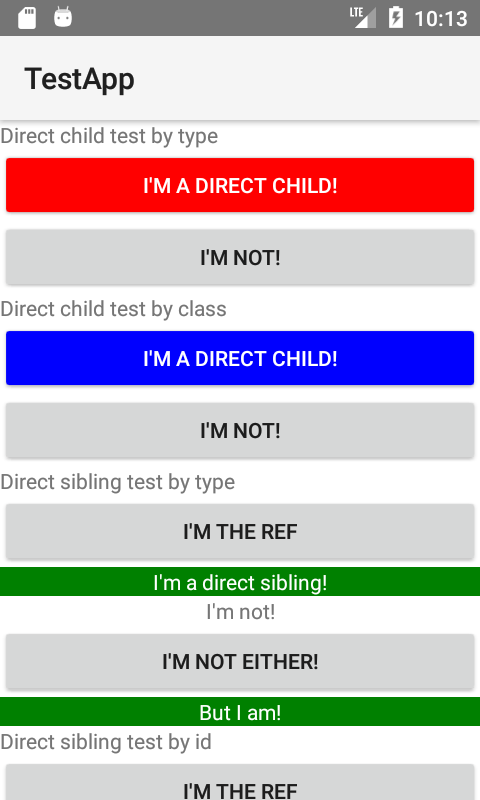 LTE 10:13
TestApp
Direct child test by type
I'M A DIRECT CHILD!
I'M NOT!
Direct child test by class
I'M A DIRECT CHILD!
I'M NOT!
Direct sibling test by type
I'M THE REF
I'm a direct sibling!
I'm not!
I'M NOT EITHER!
But I am!
Direct sibling test by id
I'M THE REF